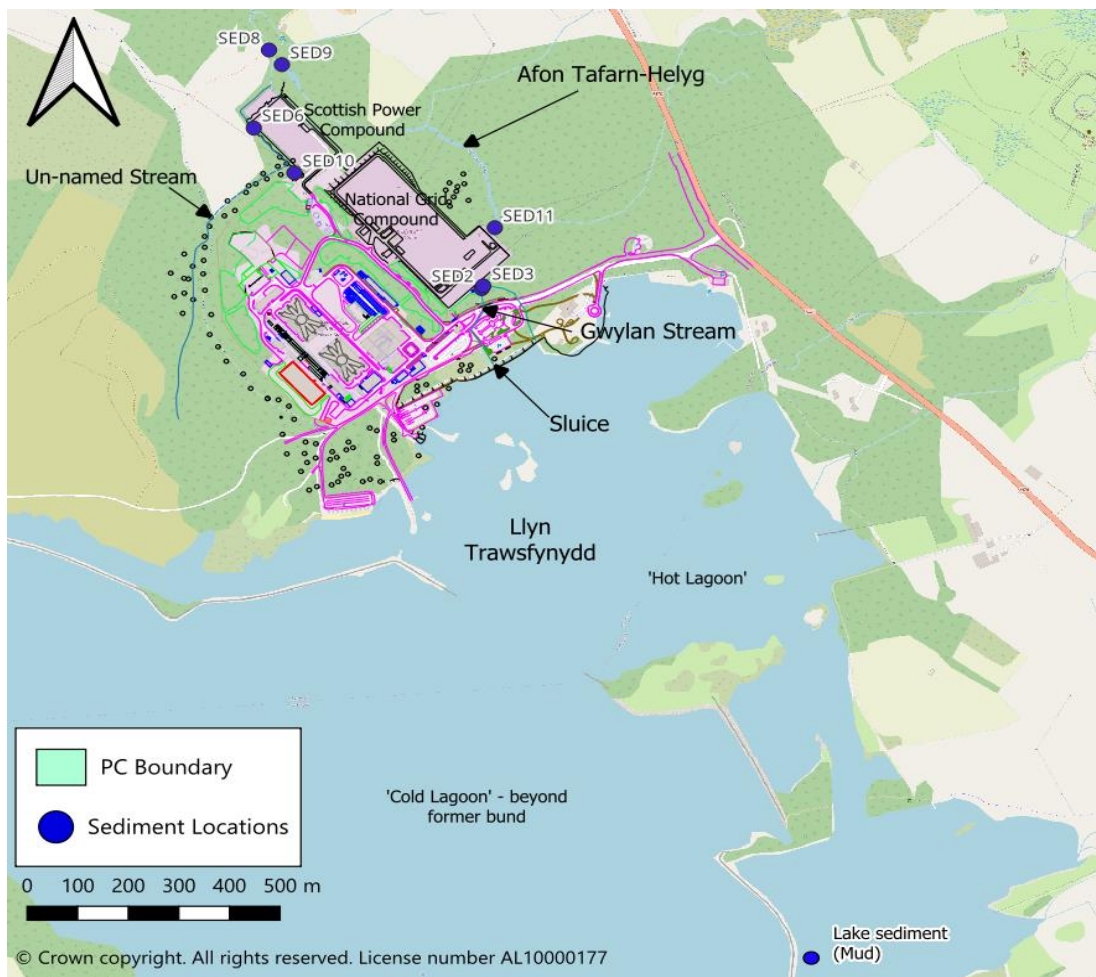 SED8
SED9
Afon Tafarn-Helyg
Scottish Power
Compound
SED6
SED10
Un-named Stream
National Grid
Compound
SED11
SED2
SED3
Gwylan Stream
Sluice
Llyn
Trawsfynydd
'Hot Lagoon'
PC Boundary
Sediment Locations
'Cold Lagoon' - beyond
former bund
0 100 200 300 400 500 m
Lake sediment
(Mud)
© Crown copyright. All rights reserved. License number AL10000177